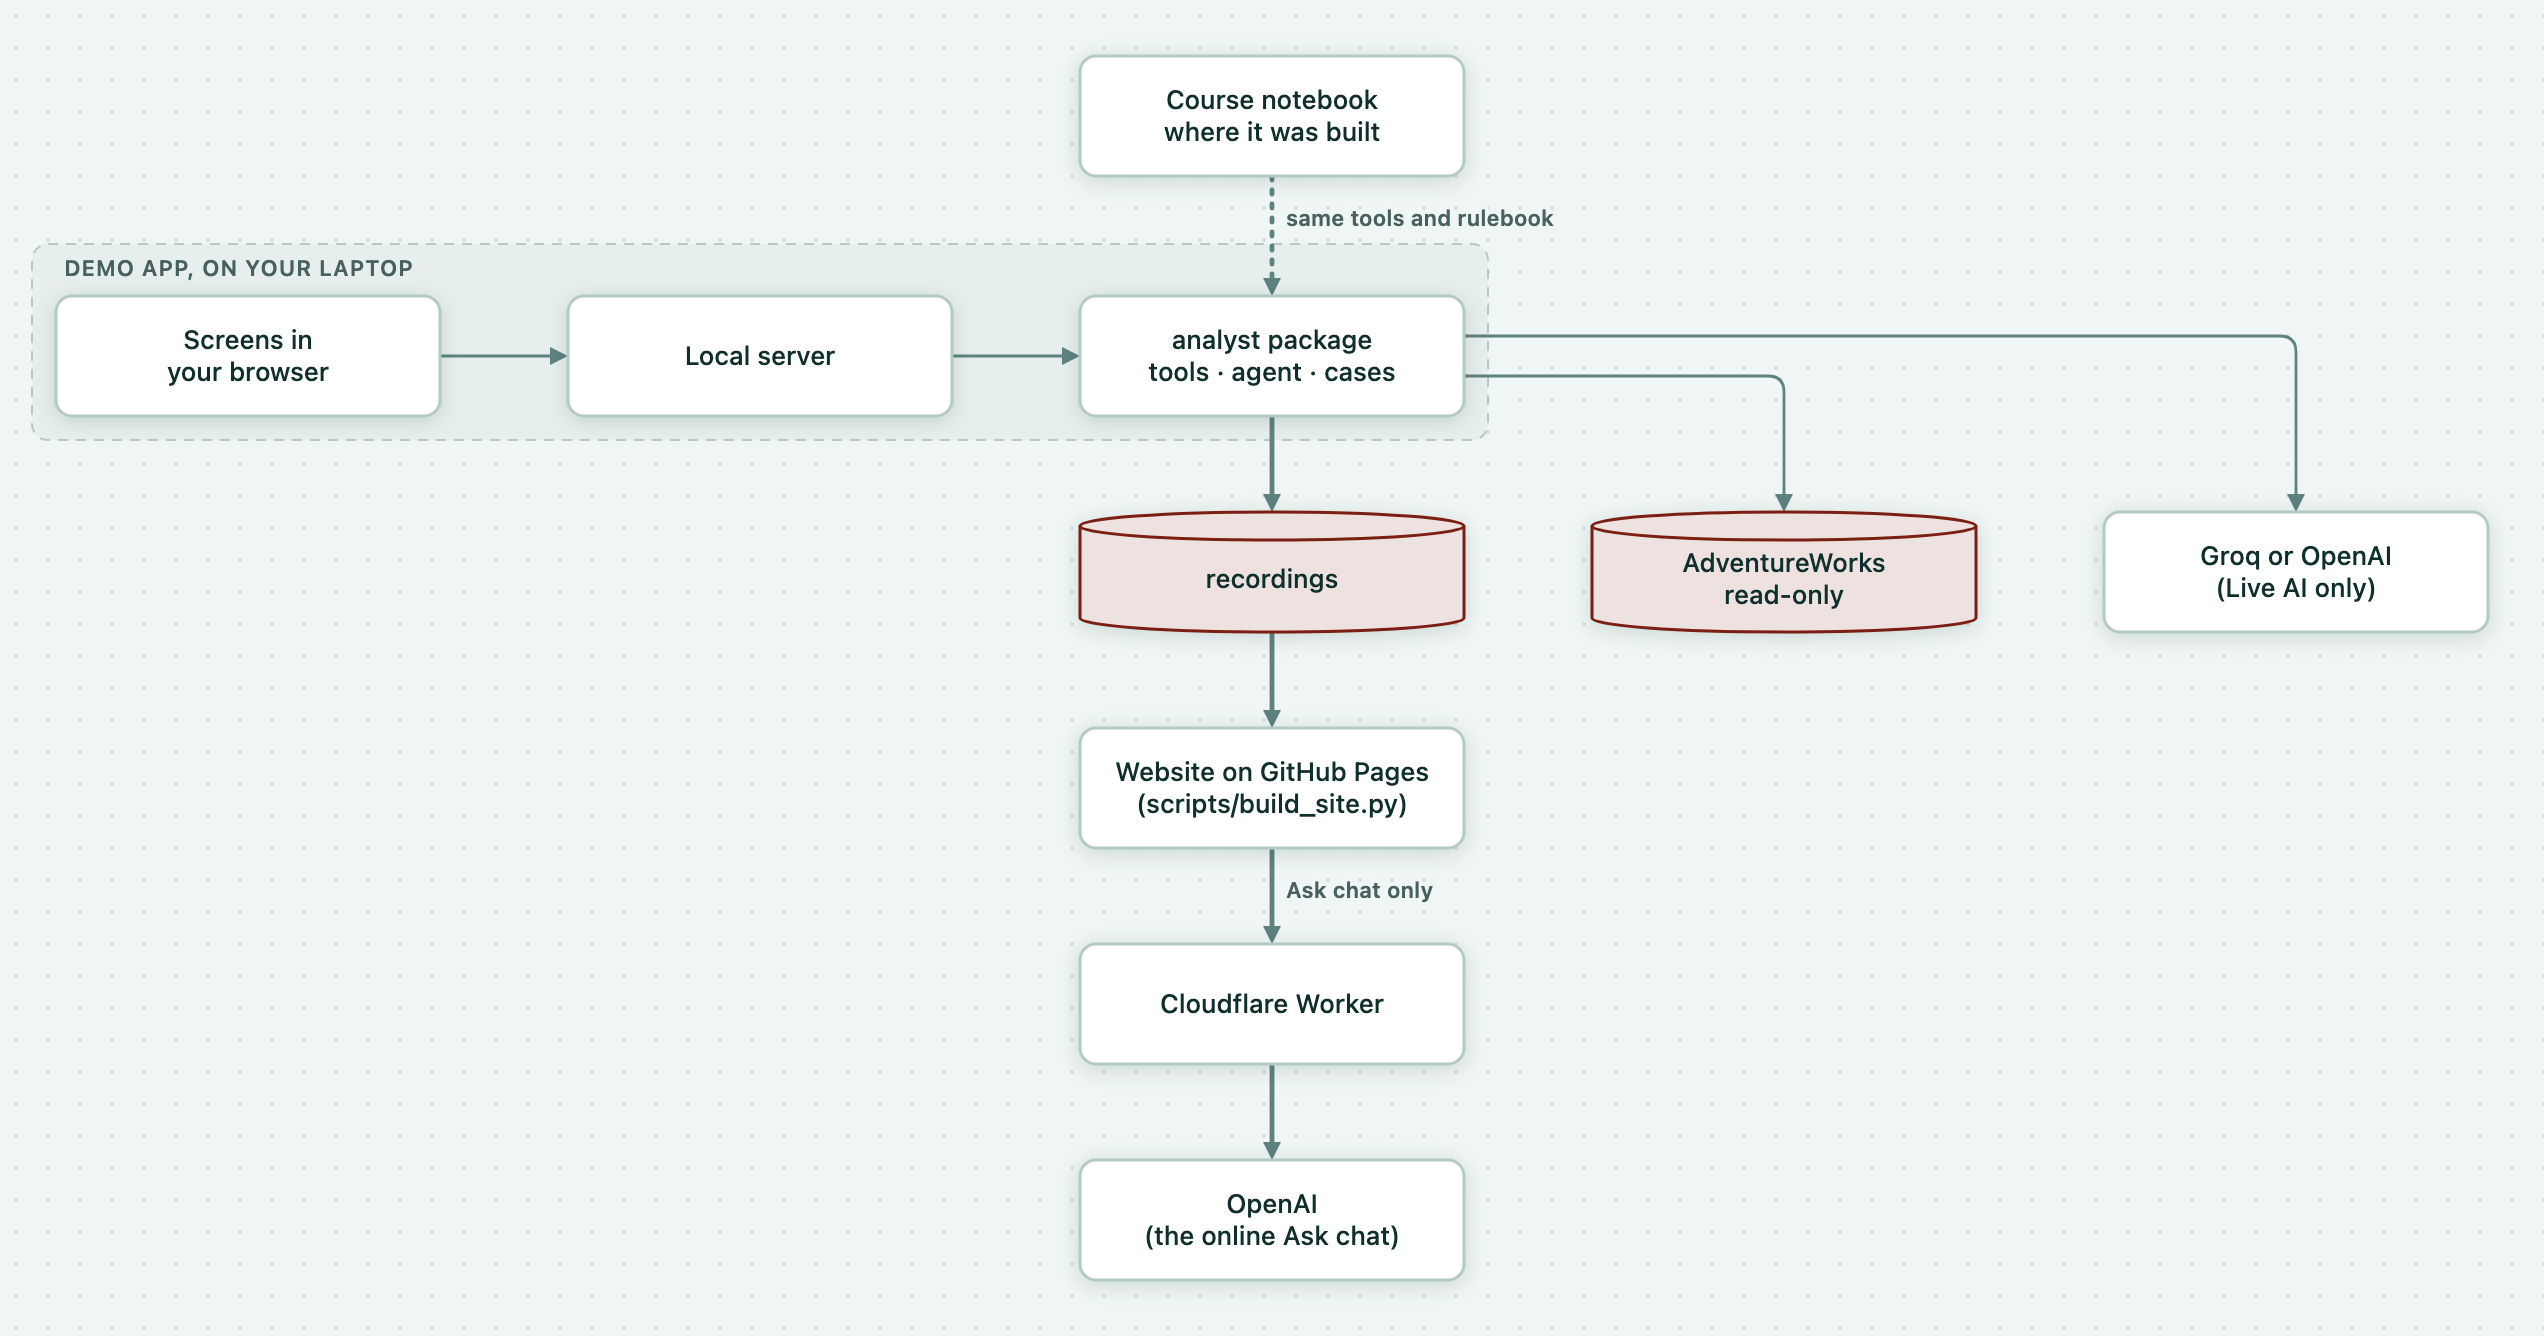 Course notebook
where it was built
same tools and rulebook
DEMO APP, ON YOUR LAPTOP
Screens in
your browser
Local server
analyst package
tools · agent · cases
recordings
AdventureWorks
read-only
Groq or OpenAI
(Live AI only)
Website on GitHub Pages
(scripts/build_site.py)
Ask chat only
Cloudflare Worker
OpenAI
(the online Ask chat)